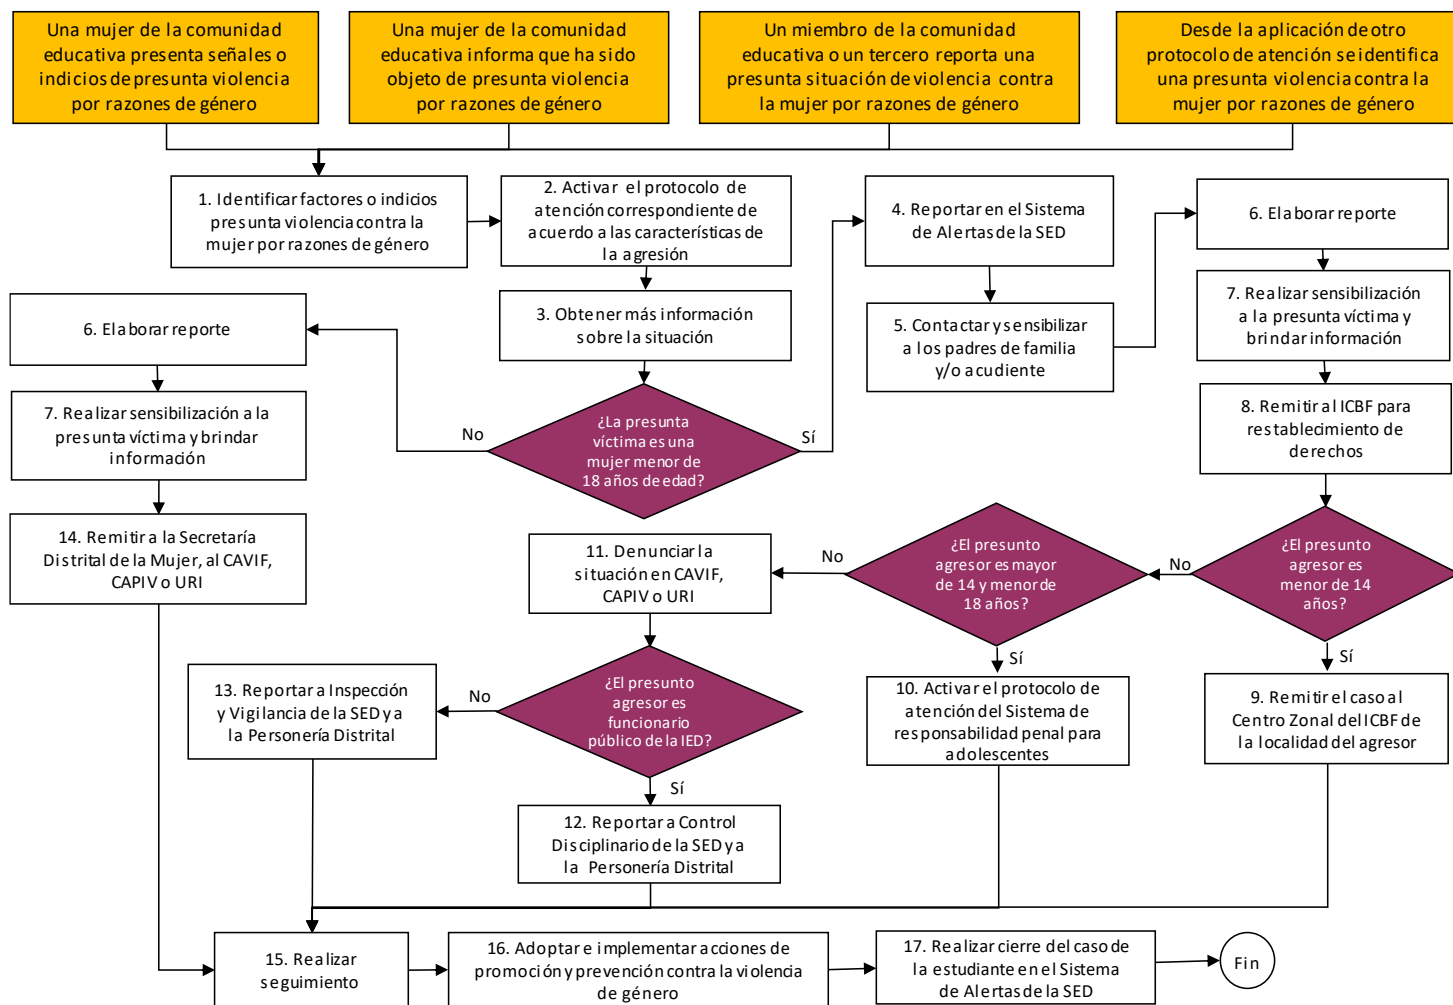 Una mujer de la comunidad
educativa presenta señales o
indicios de presunta violencia
por razones de género
Una mujer de la comunidad
educativa informa que ha sido
objeto de presunta violencia
por razones de género
Un miembro de la comunidad
educativa o un tercero reporta una
presunta situación de violencia contra
la mujer por razones de género
Desde la aplicación de otro
protocolo de atención se identifica
una presunta violencia contra la
mujer por razones de género
1. Identificar factores o indicios
presunta violencia contra la
mujer por razones de género
2. Activar el protocolo de
atención correspondiente de
acuerdo a las características de
la agresión
3. Obtener más información
sobre la situación
¿La presunta
víctima es una
mujer menor de
18 años de edad?
No
Sí
4. Reportar en el Sistema
de Alertas de la SED
5. Contactar y sensibilizar
a los padres de familia
y/o acudiente
6. Elaborar reporte
7. Realizar sensibilización
a la presunta víctima y
brindar información
8. Remitir al ICBF para
restablecimiento de
derechos
¿El presunto
agresor es
menor de 14
años?
No
Sí
9. Remitir el caso al
Centro Zonal del ICBF de
la localidad del agresor
¿El presunto
agresor es mayor
de 14 y menor de
18 años?
No
Sí
10. Activar el protocolo de
atención del Sistema de
responsabilidad penal para
adolescentes
11. Denunciar la
situación en CAVIF,
CAPIV o URI
¿El presunto
agresor es
funcionario
público de la IED?
No
Sí
12. Reportar a Control
Disciplinario de la SED y a
la Personería Distrital
13. Reportar a Inspección
y Vigilancia de la SED y a
la Personería Distrital
6. Elaborar reporte
7. Realizar sensibilización a la
presunta víctima y brindar
información
14. Remitir a la Secretaría
Distrital de la Mujer, al CAVIF,
CAPIV o URI
15. Realizar
seguimiento
16. Adoptar e implementar acciones de
promoción y prevención contra la violencia
de género
17. Realizar cierre del caso de
la estudiante en el Sistema
de Alertas de la SED
Fin